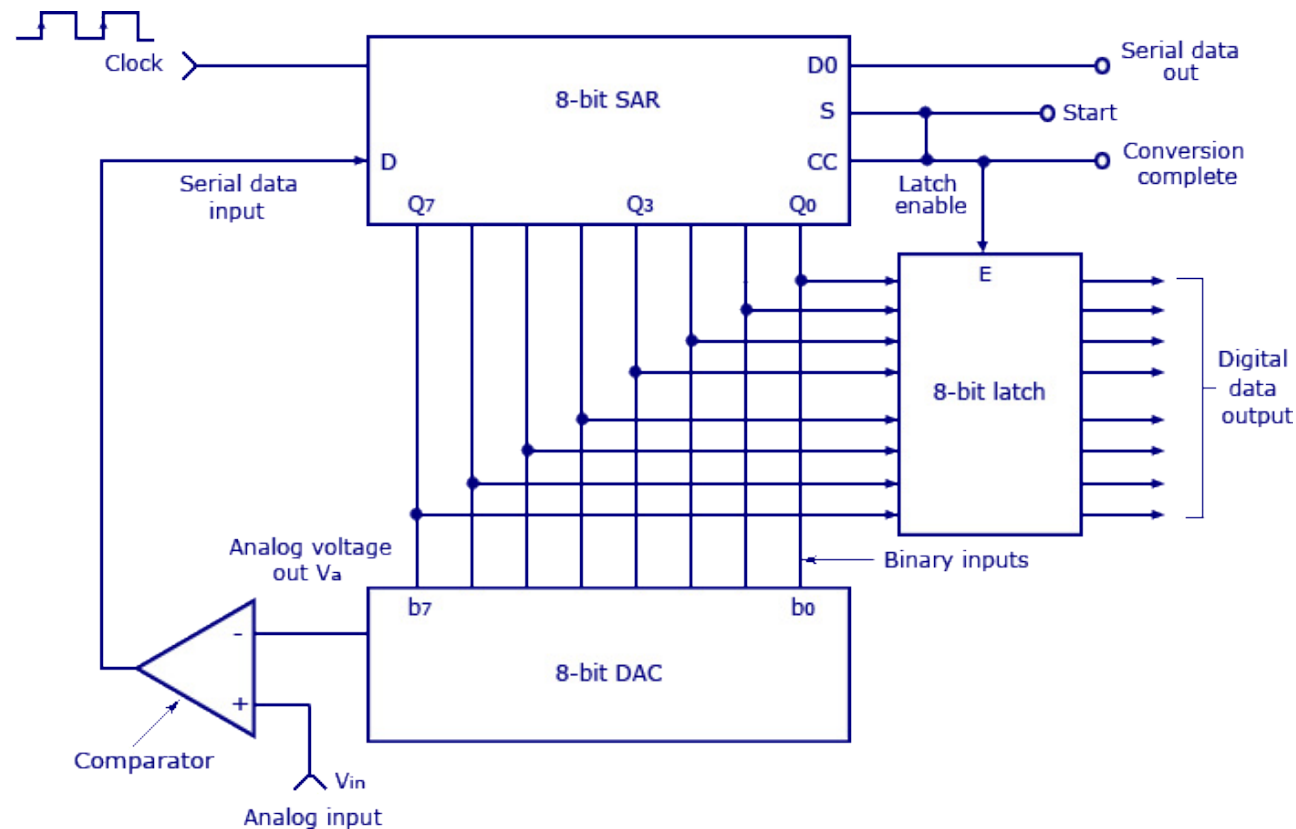 Clock
8-bit SAR
D0
Serial data
out
S
Start
D
CC
Conversion
complete
Serial data
input
Latch
enable
Q7
Q3
Q0
E
8-bit latch
Digital
data
output
Analog voltage
out Va
Binary inputs
b7
b0
-
8-bit DAC
+
Comparator
Vin
Analog input